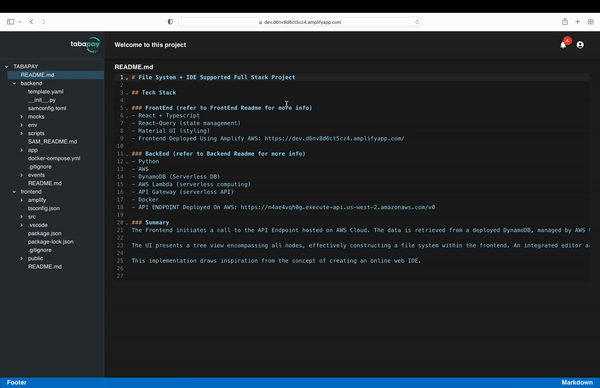 dev.d6nv8d6ct5cz4.amplifyapp.com
tabapay
Welcome to this project
TABAPAY
README.md
backend
template.yaml
__init__.py
samconfig.toml
mocks
env
scripts
SAM_README.md
app
docker-compose.yml
.gitignore
events
README.md
frontend
amplify
tsconfig.json
src
.vscode
package.json
package-lock.json
.gitignore
public
README.md
README.md
1 # File System + IDE Supported Full Stack Project
2
3 ## Tech Stack
4
5 ### FrontEnd (refer to FrontEnd Readme for more info)
6 - React + Typescript
7 - React-Query (state management)
8 - Material UI (styling)
9 - Frontend Deployed Using Amplify AWS: https://dev.d6nv8d6ct5cz4.amplifyapp.com/
10
11 ### BackEnd (refer to Backend Readme for more info)
12 - Python
13 - AWS
14 - DynamoDB (Serverless DB)
15 - AWS Lambda (serverless computing)
16 - API Gateway (serverless API)
17 - Docker
18 - API ENDPOINT Deployed On AWS: https://n4ae4vqh0g.execute-api.us-west-2.amazonaws.com/v0
19
20 ### Summary
21 The Frontend initiates a call to the API Endpoint hosted on AWS Cloud. The data is retrieved from a deployed DynamoDB, managed by AWS
22
23 The UI presents a tree view encompassing all nodes, effectively constructing a file system within the frontend. An integrated editor
24
25 This implementation draws inspiration from the concept of creating an online web IDE.
26
27
Footer
Markdown